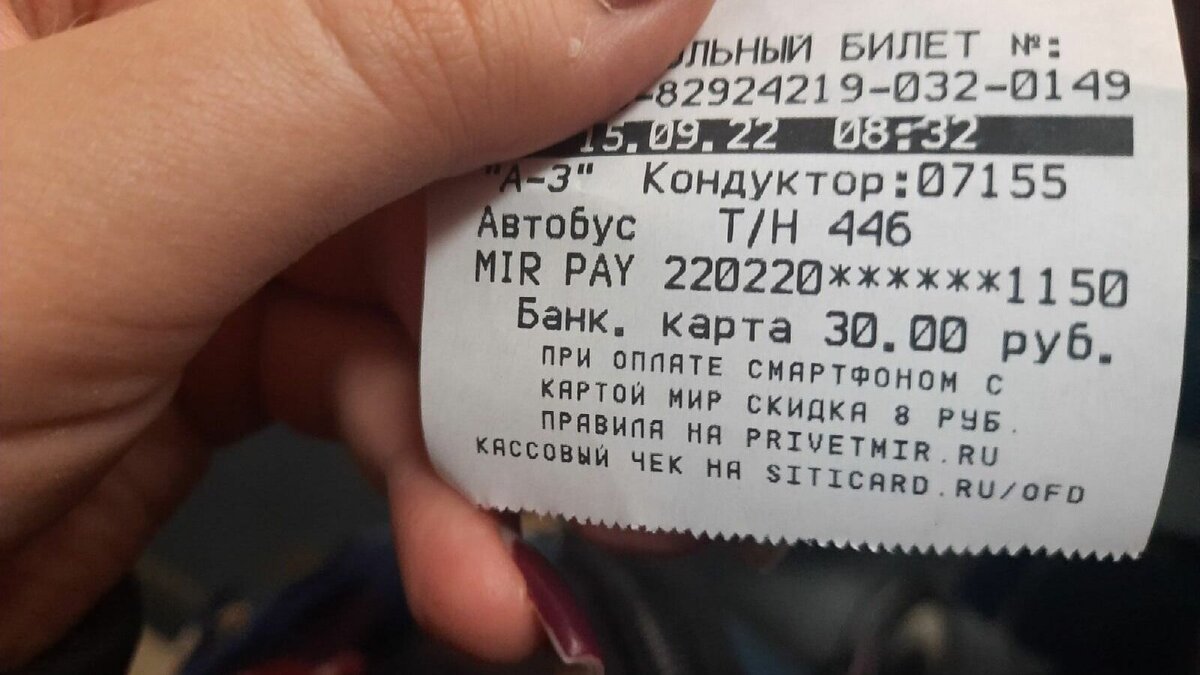 БИЛЕТ №:
-82924219-032-0149
15.09.22 08:32
"А-3" Кондуктор:07155
Автобус Т/Н 446
MIR PAY 220220******1150
Банк. карта 30.00 руб.
ПРИ ОПЛАТЕ СМАРТФОНОМ С
КАРТОЙ МИР СКИДКА 8 РУБ.
ПРАВИЛА НА PRIVETMIR.RU
КАССОВЫЙ ЧЕК НА SITICARD.RU/OFD